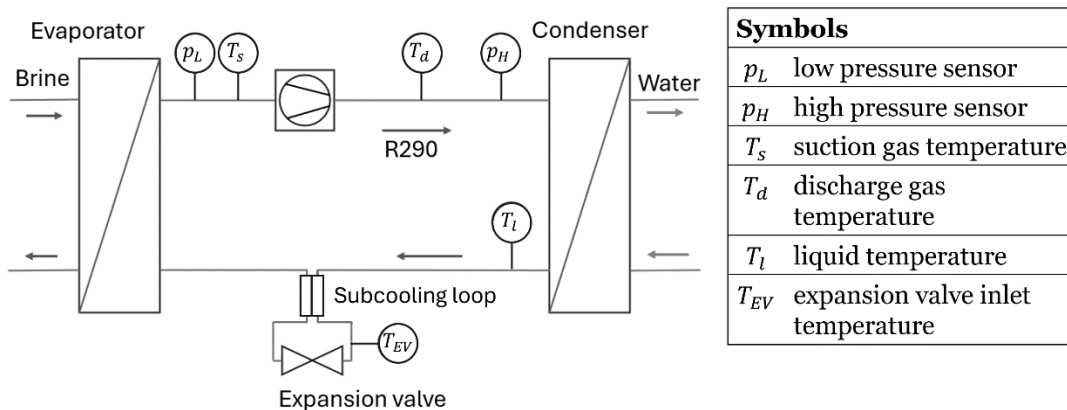 Evaporator
Condenser
Brine
p_L
T_s
T_d
p_H
Water
R290
T_l
Subcooling loop
T_EV
Expansion valve
Symbols
p_L low pressure sensor
p_H high pressure sensor
T_s suction gas temperature
T_d discharge gas
temperature
T_l liquid temperature
T_EV expansion valve inlet
temperature